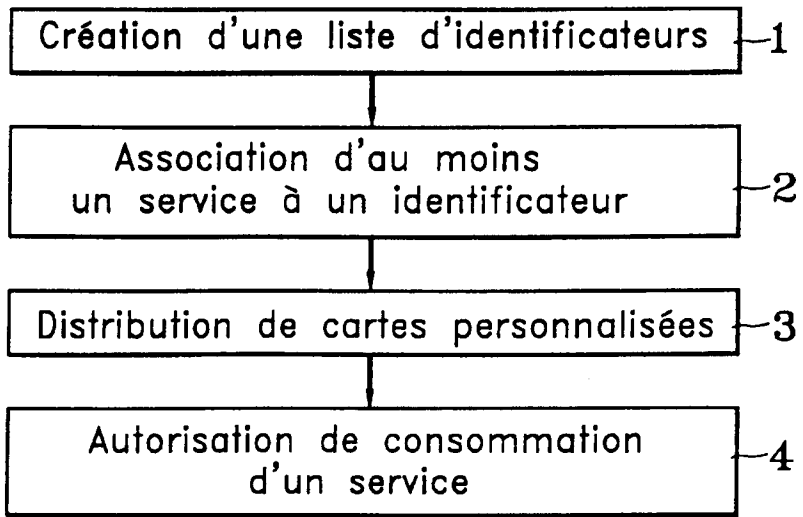 Création d'une liste d'identificateurs 1
Association d'au moins
un service à un identificateur 2
Distribution de cartes personnalisées 3
Autorisation de consommation
d'un service 4